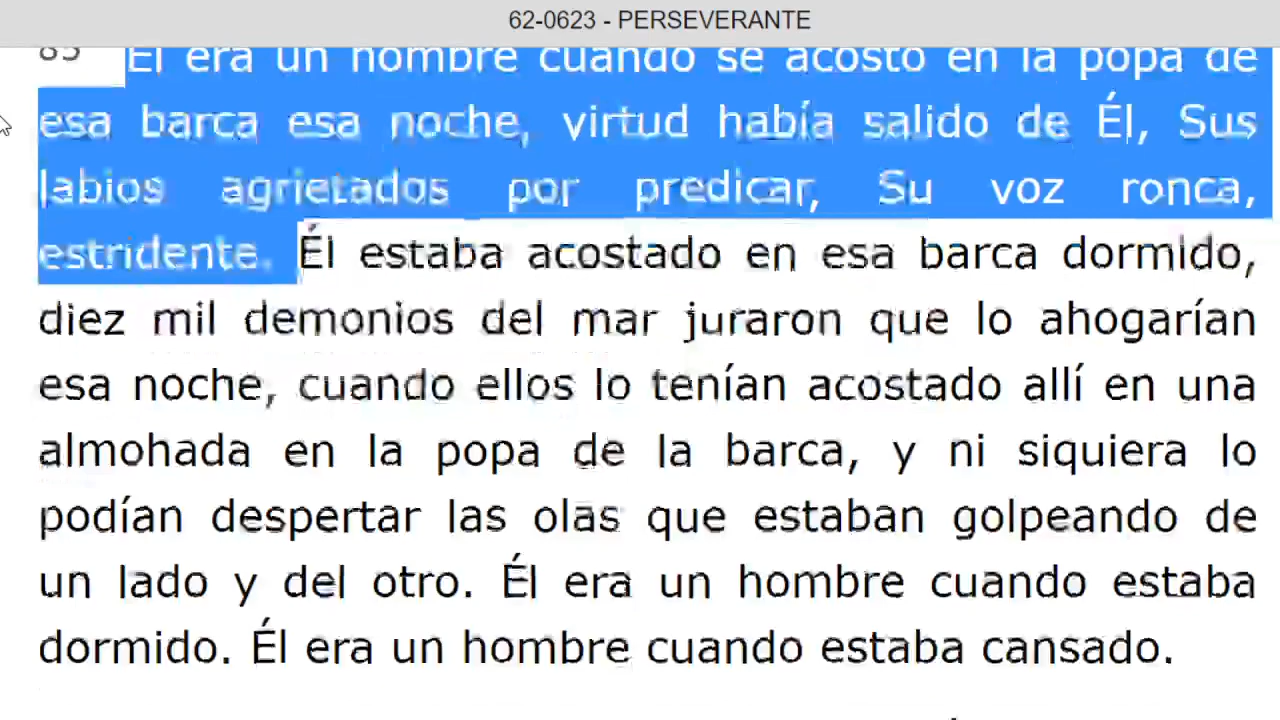 62-0623 - PERSEVERANTE
85 Él era un hombre cuando se acostó en la popa de
esa barca esa noche, virtud había salido de Él, Sus
labios agrietados por predicar, Su voz ronca,
estridente. Él estaba acostado en esa barca dormido,
diez mil demonios del mar juraron que lo ahogarían
esa noche, cuando ellos lo tenían acostado allí en una
almohada en la popa de la barca, y ni siquiera lo
podían despertar las olas que estaban golpeando de
un lado y del otro. Él era un hombre cuando estaba
dormido. Él era un hombre cuando estaba cansado.